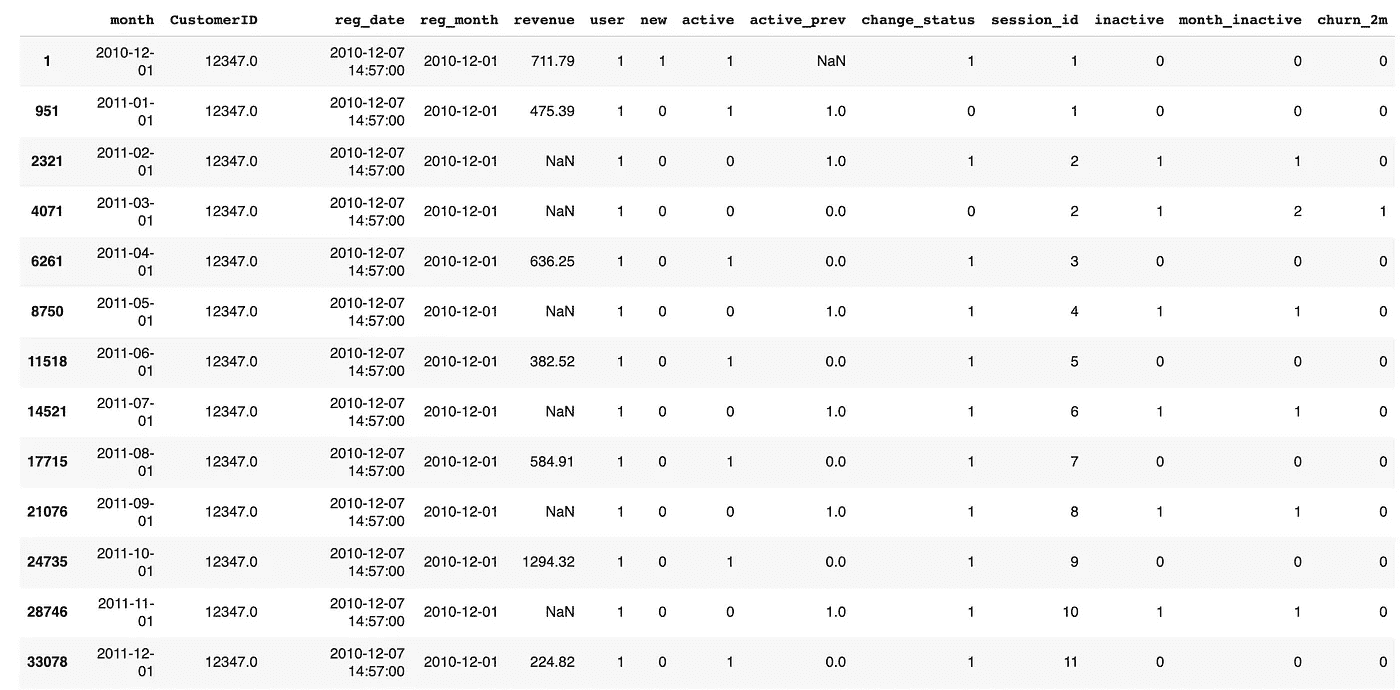 month CustomerID reg_date reg_month revenue user new active active_prev change_status session_id inactive month_inactive churn_2m
1 2010-12-01 12347.0 2010-12-07 14:57:00 2010-12-01 711.79 1 1 1 NaN 1 1 0 0 0
951 2011-01-01 12347.0 2010-12-07 14:57:00 2010-12-01 475.39 1 0 1 1.0 0 1 0 0 0
2321 2011-02-01 12347.0 2010-12-07 14:57:00 2010-12-01 NaN 1 0 0 1.0 1 2 1 1 0
4071 2011-03-01 12347.0 2010-12-07 14:57:00 2010-12-01 NaN 1 0 0 0.0 0 2 1 2 1
6261 2011-04-01 12347.0 2010-12-07 14:57:00 2010-12-01 636.25 1 0 1 0.0 1 3 0 0 0
8750 2011-05-01 12347.0 2010-12-07 14:57:00 2010-12-01 NaN 1 0 0 1.0 1 4 1 1 0
11518 2011-06-01 12347.0 2010-12-07 14:57:00 2010-12-01 382.52 1 0 1 0.0 1 5 0 0 0
14521 2011-07-01 12347.0 2010-12-07 14:57:00 2010-12-01 NaN 1 0 0 1.0 1 6 1 1 0
17715 2011-08-01 12347.0 2010-12-07 14:57:00 2010-12-01 584.91 1 0 1 0.0 1 7 0 0 0
21076 2011-09-01 12347.0 2010-12-07 14:57:00 2010-12-01 NaN 1 0 0 1.0 1 8 1 1 0
24735 2011-10-01 12347.0 2010-12-07 14:57:00 2010-12-01 1294.32 1 0 1 0.0 1 9 0 0 0
28746 2011-11-01 12347.0 2010-12-07 14:57:00 2010-12-01 NaN 1 0 0 1.0 1 10 1 1 0
33078 2011-12-01 12347.0 2010-12-07 14:57:00 2010-12-01 224.82 1 0 1 0.0 1 11 0 0 0